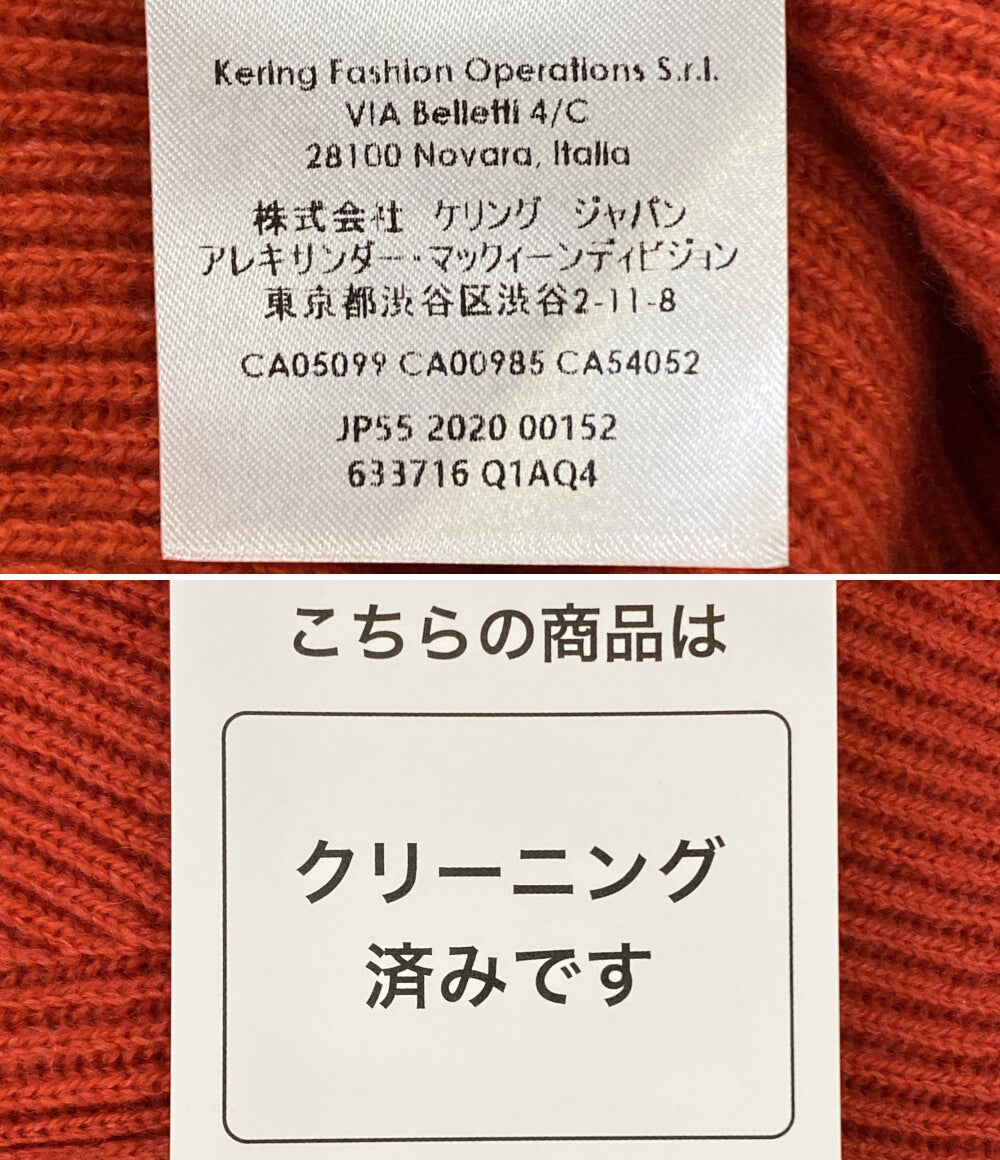 Kering Fashion Operations S.r.l.
VIA Belletti 4/C
28100 Novara, Italia
株式会社 ケリング ジャパン
アレキサンダー・マックィーンディビジョン
東京都渋谷区渋谷2-11-8
CA05099 CA00985 CA54052
JP55 2020 00152
633716 Q1AQ4
こちらの商品は
クリーニング
済みです